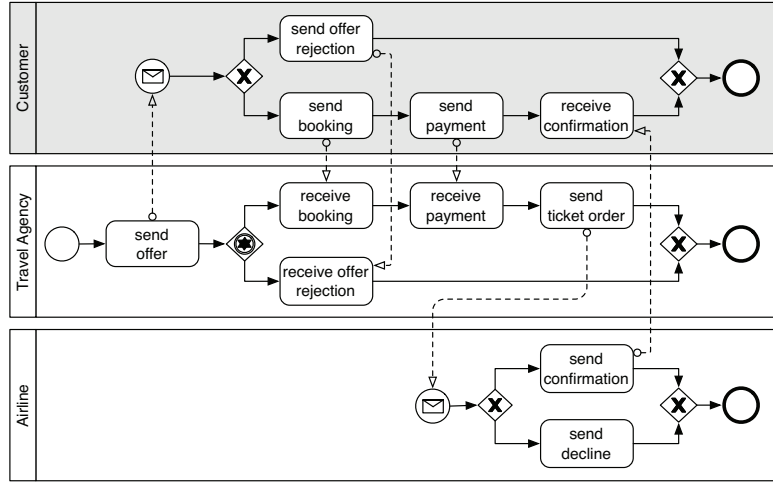 Customer
send offer
rejection
send
booking
send
payment
receive
confirmation
Travel Agency
send
offer
receive
booking
receive
payment
send
ticket order
receive offer
rejection
Airline
send
confirmation
send
decline